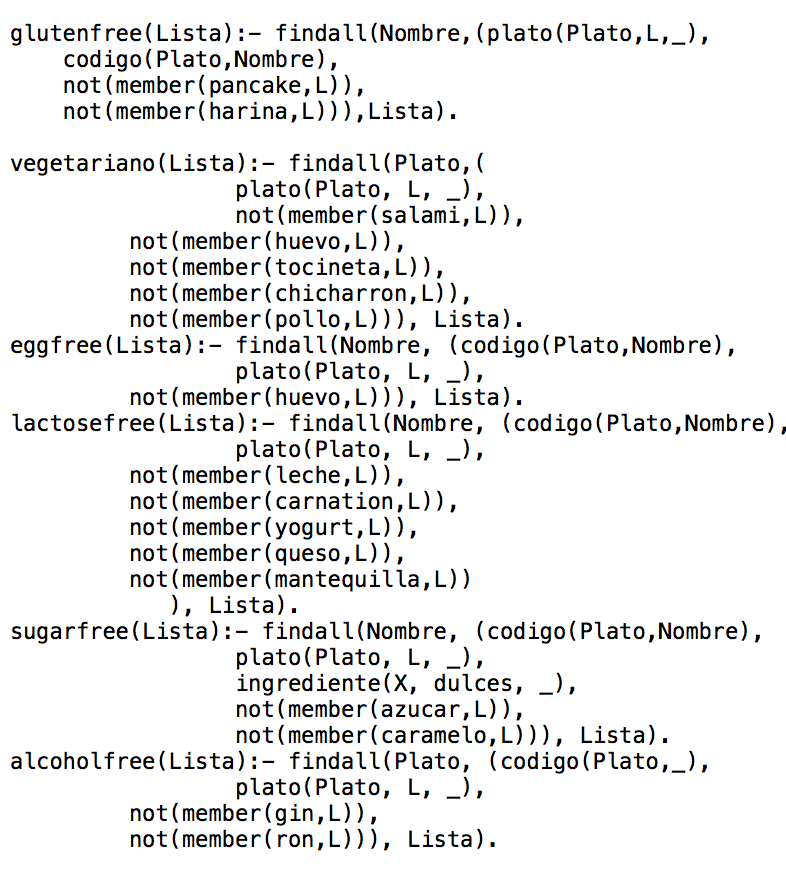 glutenfree(Lista):- findall(Nombre,(plato(Plato,L,_),
    codigo(Plato,Nombre),
    not(member(pancake,L)),
    not(member(harina,L))),Lista).

vegetariano(Lista):- findall(Plato,(
                 plato(Plato, L, _),
                 not(member(salami,L)),
         not(member(huevo,L)),
         not(member(tocineta,L)),
         not(member(chicharron,L)),
         not(member(pollo,L))), Lista).
eggfree(Lista):- findall(Nombre, (codigo(Plato,Nombre),
                 plato(Plato, L, _),
         not(member(huevo,L))), Lista).
lactosefree(Lista):- findall(Nombre, (codigo(Plato,Nombre),
                 plato(Plato, L, _),
         not(member(leche,L)),
         not(member(carnation,L)),
         not(member(yogurt,L)),
         not(member(queso,L)),
         not(member(mantequilla,L))
            ), Lista).
sugarfree(Lista):- findall(Nombre, (codigo(Plato,Nombre),
                 plato(Plato, L, _),
                 ingrediente(X, dulces, _),
                 not(member(azucar,L)),
                 not(member(caramelo,L))), Lista).
alcoholfree(Lista):- findall(Plato, (codigo(Plato,_),
                 plato(Plato, L, _),
         not(member(gin,L)),
         not(member(ron,L))), Lista).